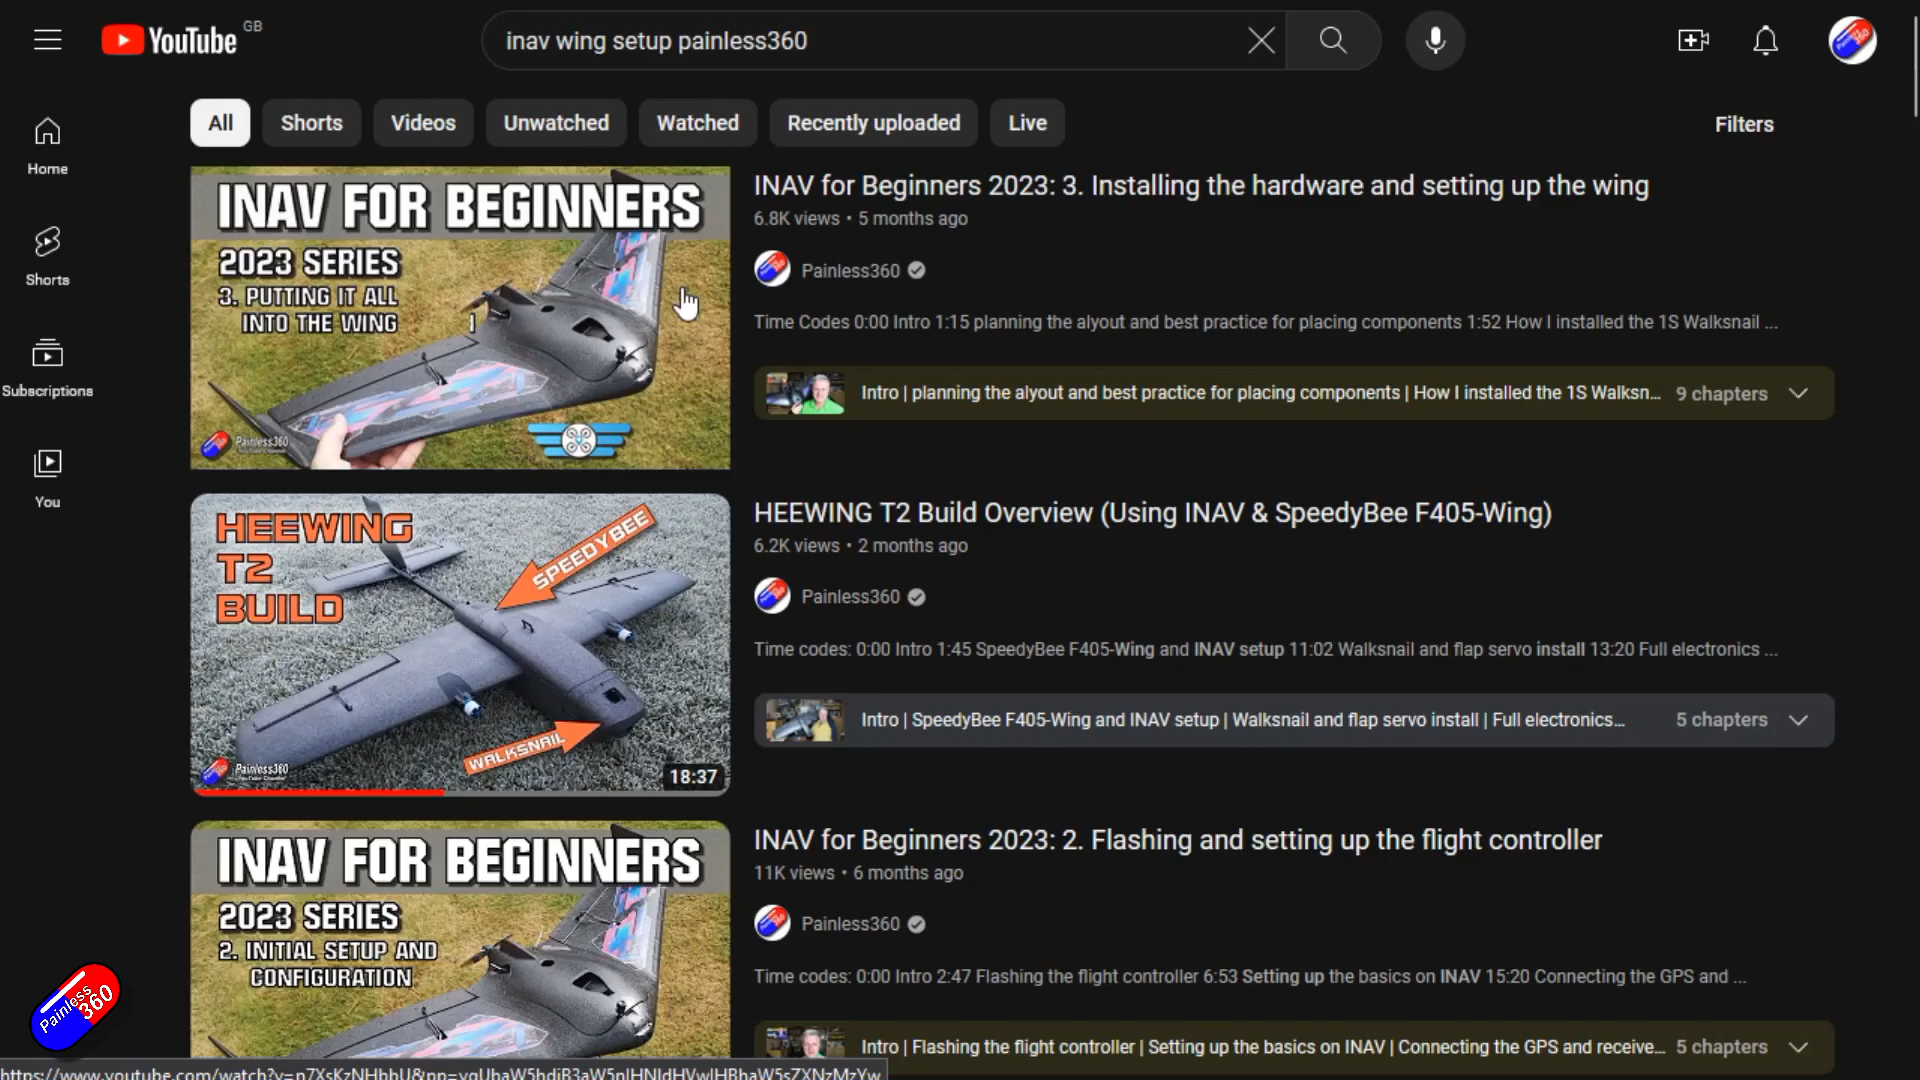 YouTube GB
inav wing setup painless360
All Shorts Videos Unwatched Watched Recently uploaded Live Filters
Home
Shorts
Subscriptions
You
INAV FOR BEGINNERS
2023 SERIES
3. PUTTING IT ALL
INTO THE WING
Painless360
INAV for Beginners 2023: 3. Installing the hardware and setting up the wing
6.8K views • 5 months ago
Painless360
Time Codes 0:00 Intro 1:15 planning the alyout and best practice for placing components 1:52 How I installed the 1S Walksnail ...
Intro | planning the alyout and best practice for placing components | How I installed the 1S Walksn... 9 chapters
HEEWING
T2
BUILD
SPEEDYBEE
WALKSNAIL
Painless360
18:37
HEEWING T2 Build Overview (Using INAV & SpeedyBee F405-Wing)
6.2K views • 2 months ago
Painless360
Time codes: 0:00 Intro 1:45 SpeedyBee F405-Wing and INAV setup 11:02 Walksnail and flap servo install 13:20 Full electronics ...
Intro | SpeedyBee F405-Wing and INAV setup | Walksnail and flap servo install | Full electronics... 5 chapters
INAV FOR BEGINNERS
2023 SERIES
2. INITIAL SETUP AND
CONFIGURATION
INAV for Beginners 2023: 2. Flashing and setting up the flight controller
11K views • 6 months ago
Painless360
Time codes: 0:00 Intro 2:47 Flashing the flight controller 6:53 Setting up the basics on INAV 15:20 Connecting the GPS and ...
Intro | Flashing the flight controller | Setting up the basics on INAV | Connecting the GPS and receive... 5 chapters
Painless
360